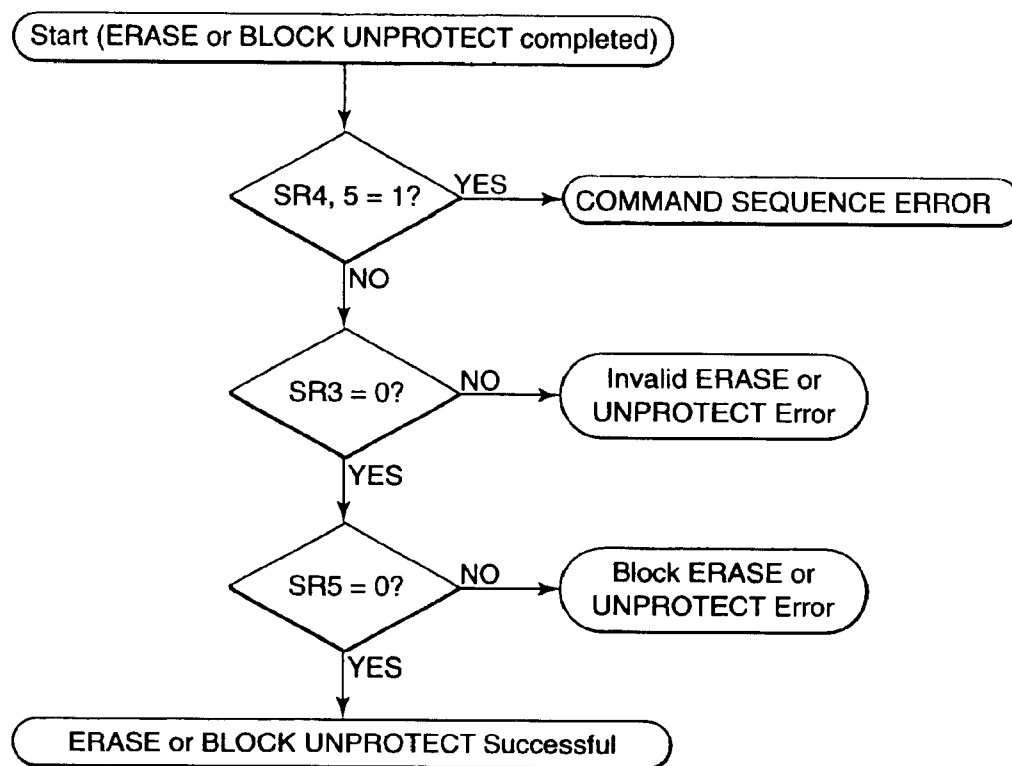 Start (ERASE or BLOCK UNPROTECT completed)
SR4, 5 = 1?
YES
COMMAND SEQUENCE ERROR
NO
SR3 = 0?
NO
Invalid ERASE or
UNPROTECT Error
YES
SR5 = 0?
NO
Block ERASE or
UNPROTECT Error
YES
ERASE or BLOCK UNPROTECT Successful